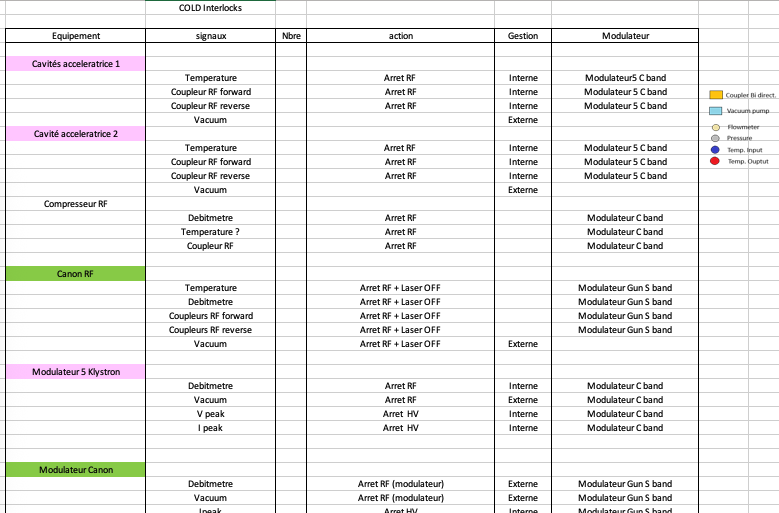 COLD Interlocks
Equipement signaux Nbre action Gestion Modulateur
Cavités acceleratrice 1
Temperature Arret RF Interne Modulateur5 C band
Coupleur RF forward Arret RF Interne Modulateur 5 C band
Coupleur RF reverse Arret RF Interne Modulateur 5 C band
Vacuum Externe
Cavité acceleratrice 2
Temperature Arret RF Interne Modulateur 5 C band
Coupleur RF forward Arret RF Interne Modulateur 5 C band
Coupleur RF reverse Arret RF Interne Modulateur 5 C band
Vacuum Externe
Compresseur RF
Debitmetre Arret RF Modulateur C band
Temperature ? Arret RF Modulateur C band
Coupleur RF Arret RF Modulateur C band
Canon RF
Temperature Arret RF + Laser OFF Modulateur Gun S band
Debitmetre Arret RF + Laser OFF Modulateur Gun S band
Coupleurs RF forward Arret RF + Laser OFF Modulateur Gun S band
Coupleurs RF reverse Arret RF + Laser OFF Modulateur Gun S band
Vacuum Arret RF + Laser OFF Externe
Modulateur 5 Klystron
Debitmetre Arret RF Interne Modulateur C band
Vacuum Arret RF Externe Modulateur C band
V peak Arret HV Interne Modulateur C band
I peak Arret HV Interne Modulateur C band
Modulateur Canon
Debitmetre Arret RF (modulateur) Externe Modulateur Gun S band
Vacuum Arret RF (modulateur) Externe Modulateur Gun S band
Ipeak Arret HV Interne Modulateur Gun S band
Coupler Bi direct.
Vacuum pump
Flowmeter
Pressure
Temp. Input
Temp. Ouptut